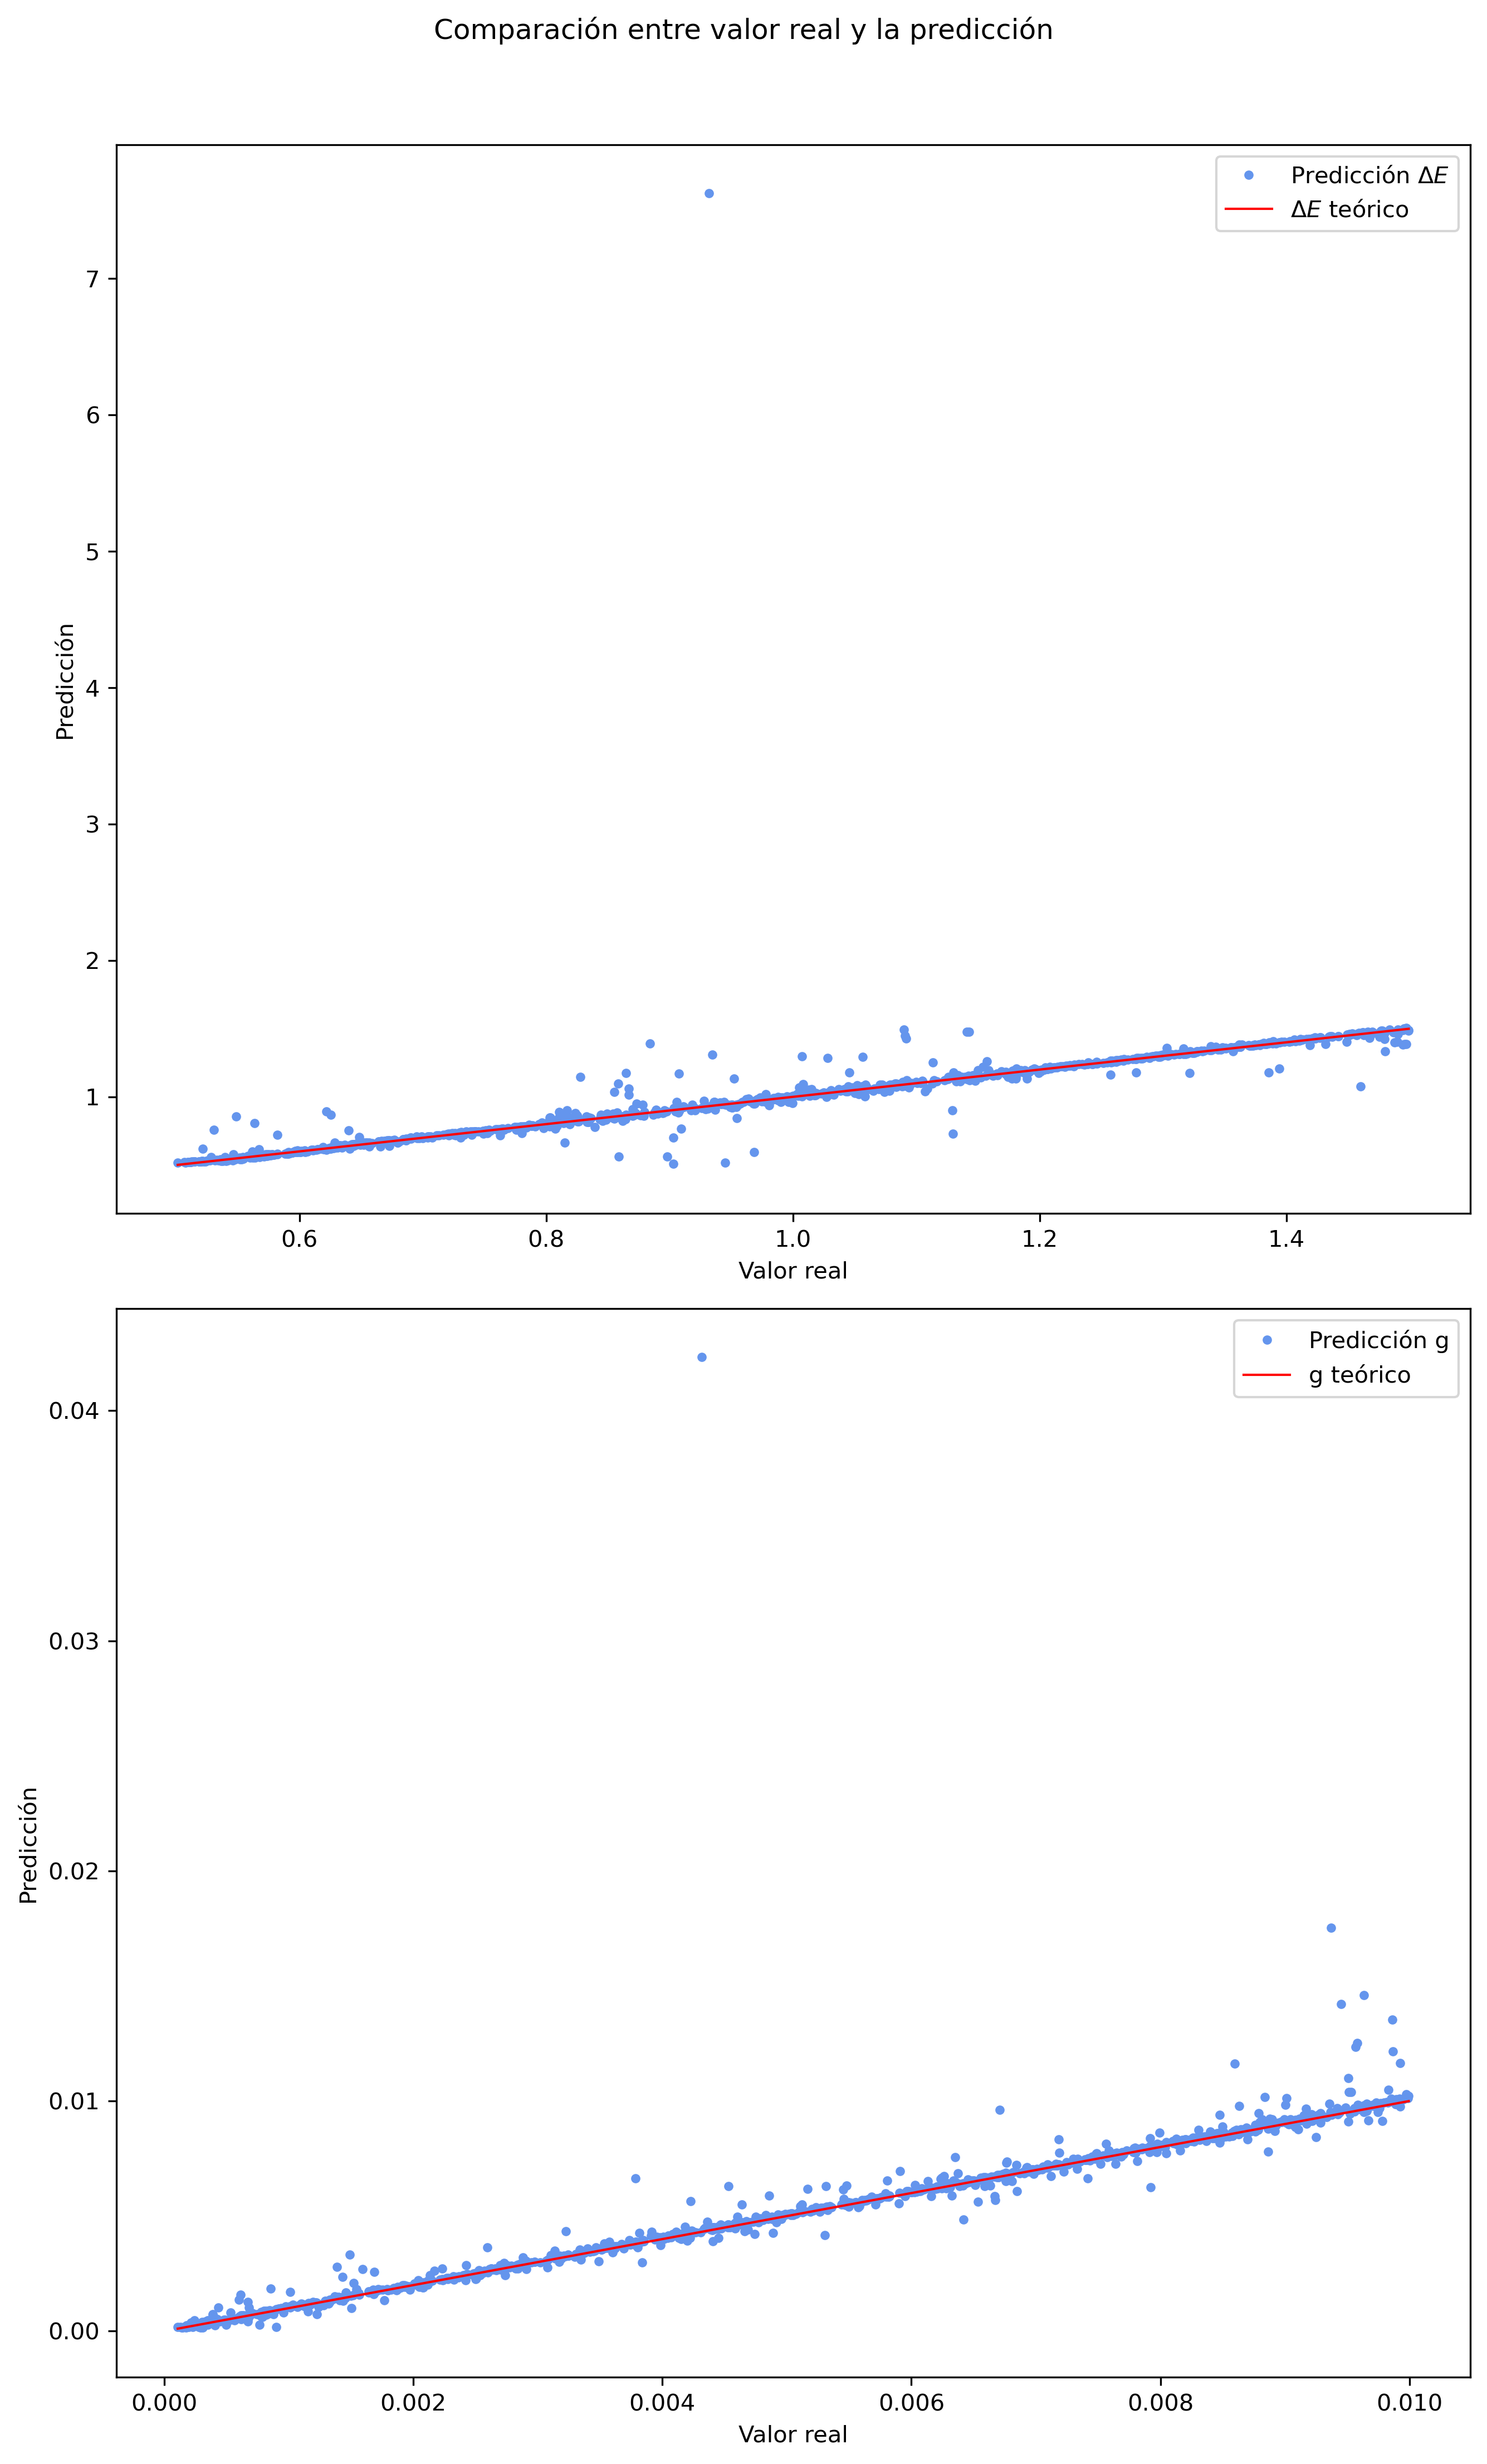 Comparación entre valor real y la predicción
Predicción ΔE
ΔE teórico
7
6
5
4
3
2
1
Predicción
0.6 0.8 1.0 1.2 1.4
Valor real
Predicción g
g teórico
0.04
0.03
0.02
0.01
0.00
Predicción
0.000 0.002 0.004 0.006 0.008 0.010
Valor real